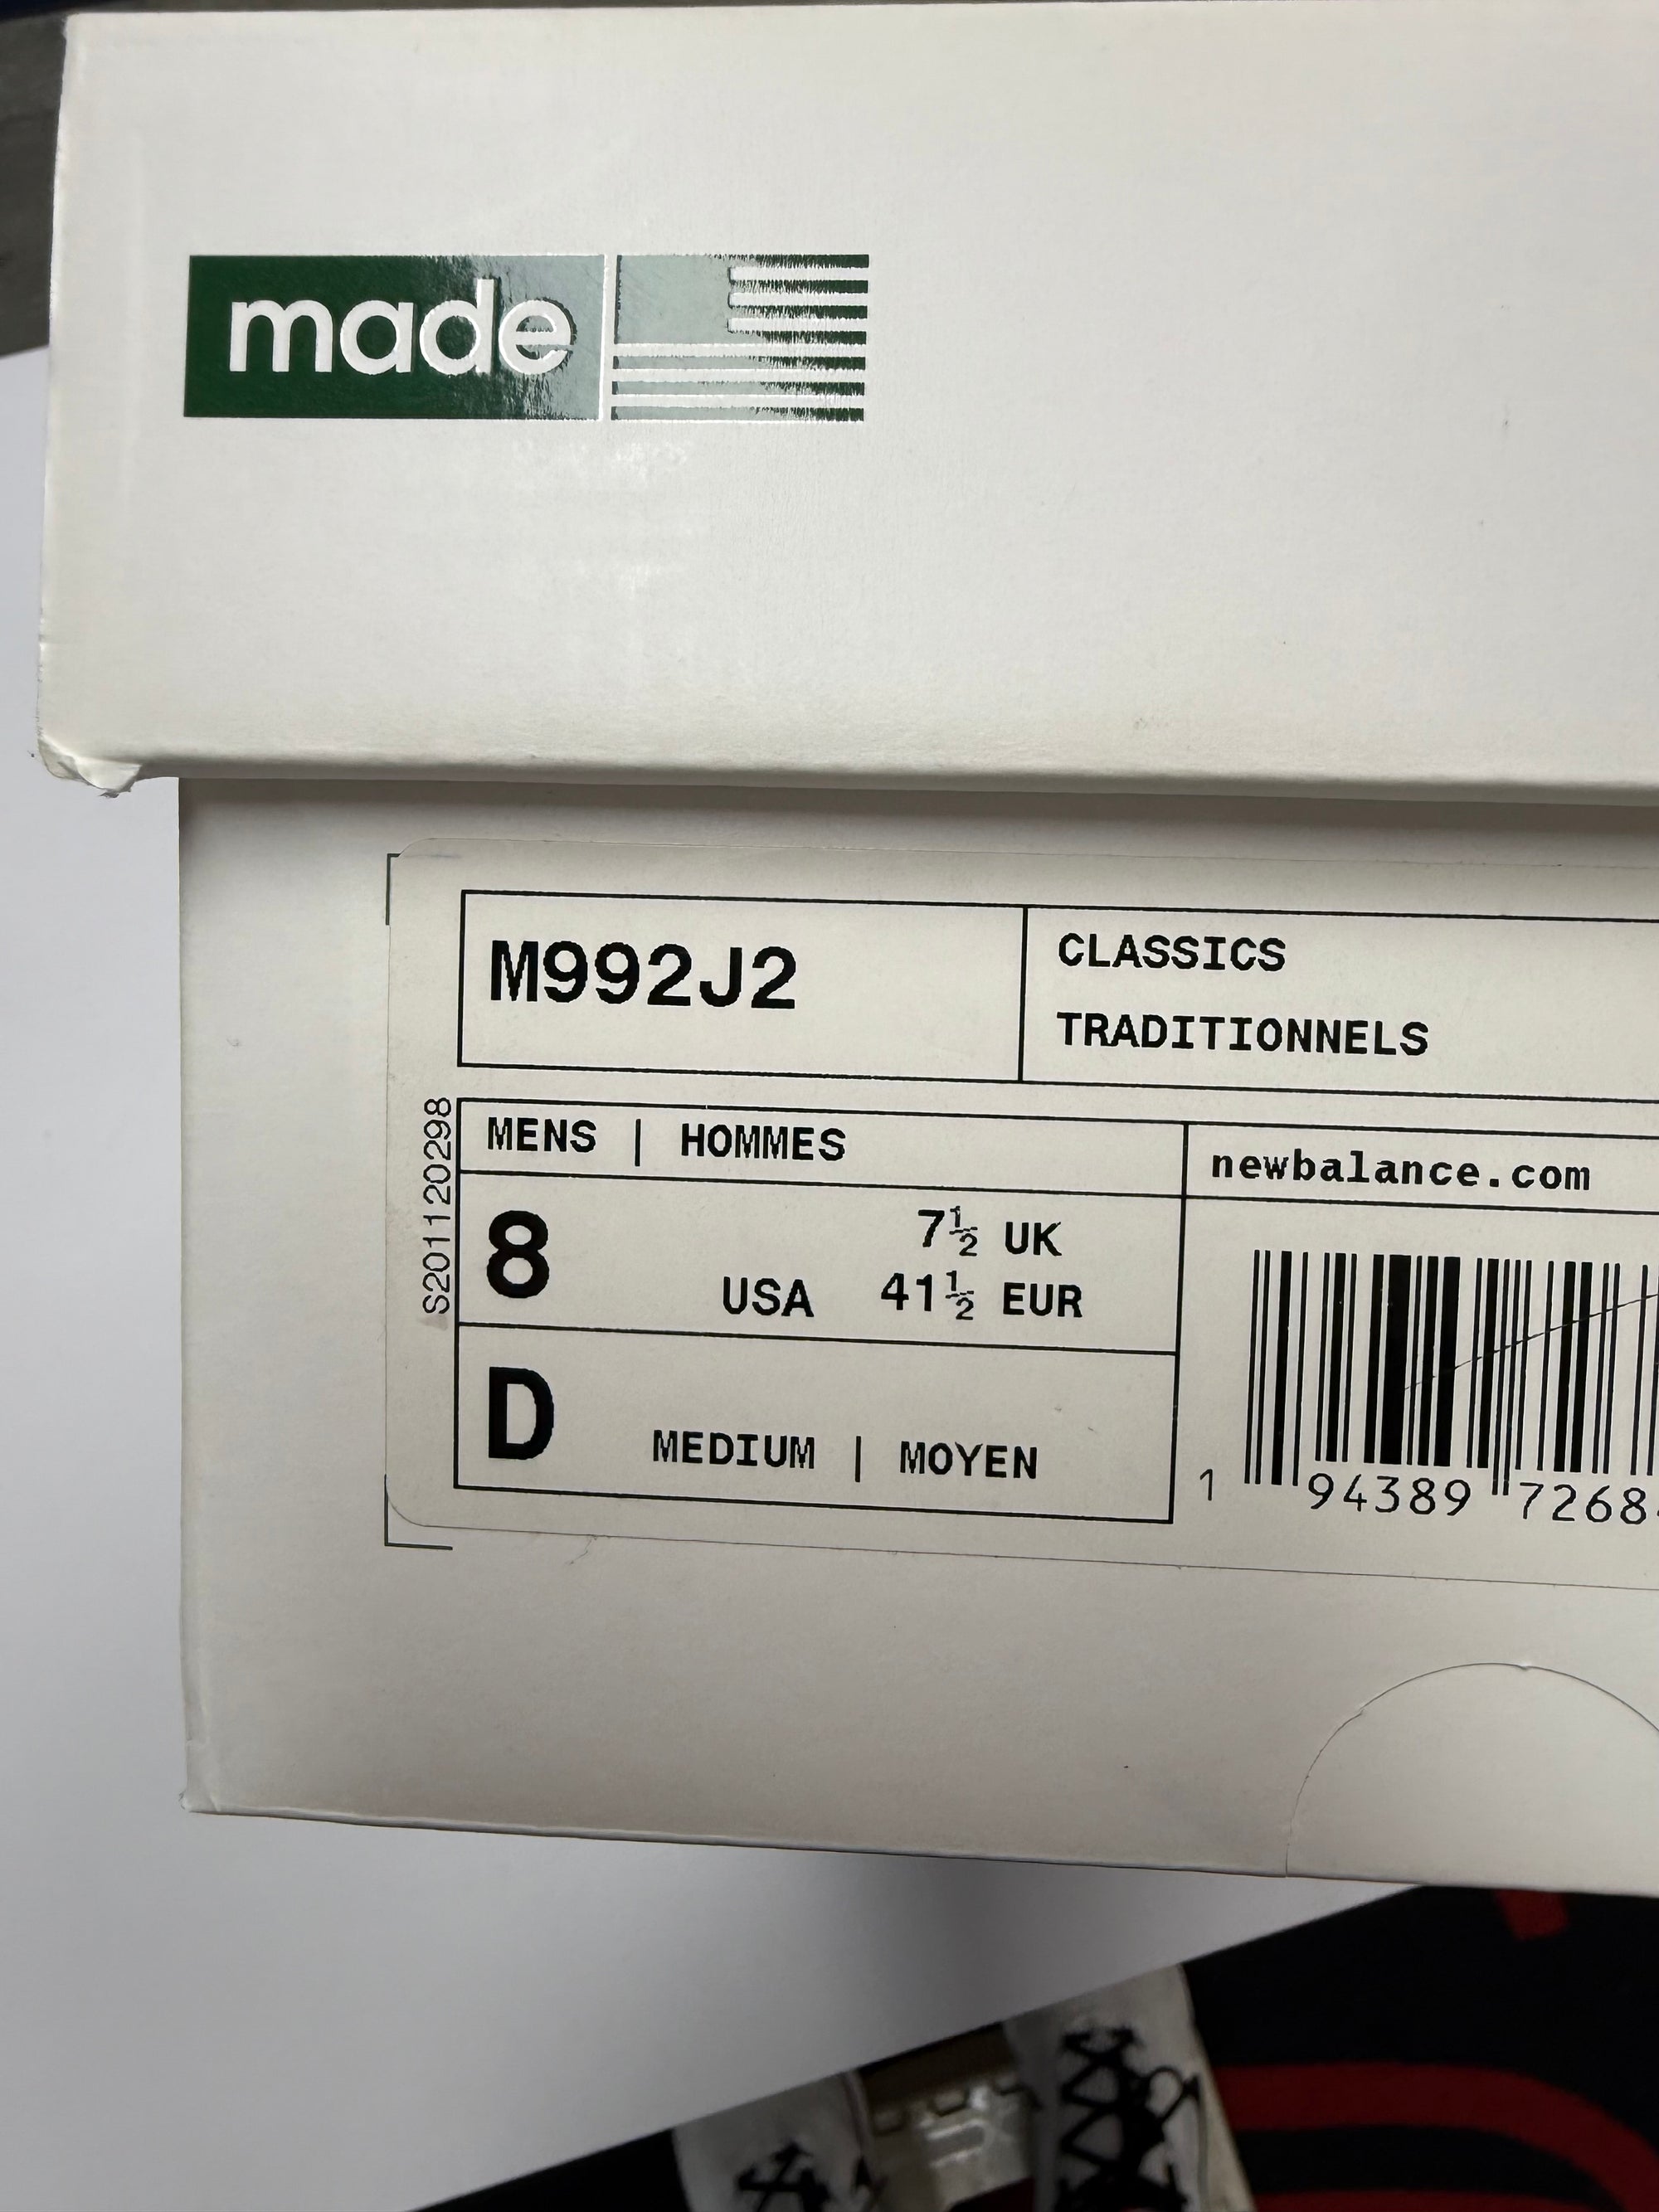 made
M992J2
CLASSICS
TRADITIONNELS
S201120298
MENS | HOMMES
newbalance.com
8 USA 7½ UK
41½ EUR
D MEDIUM | MOYEN
1 94389 7268